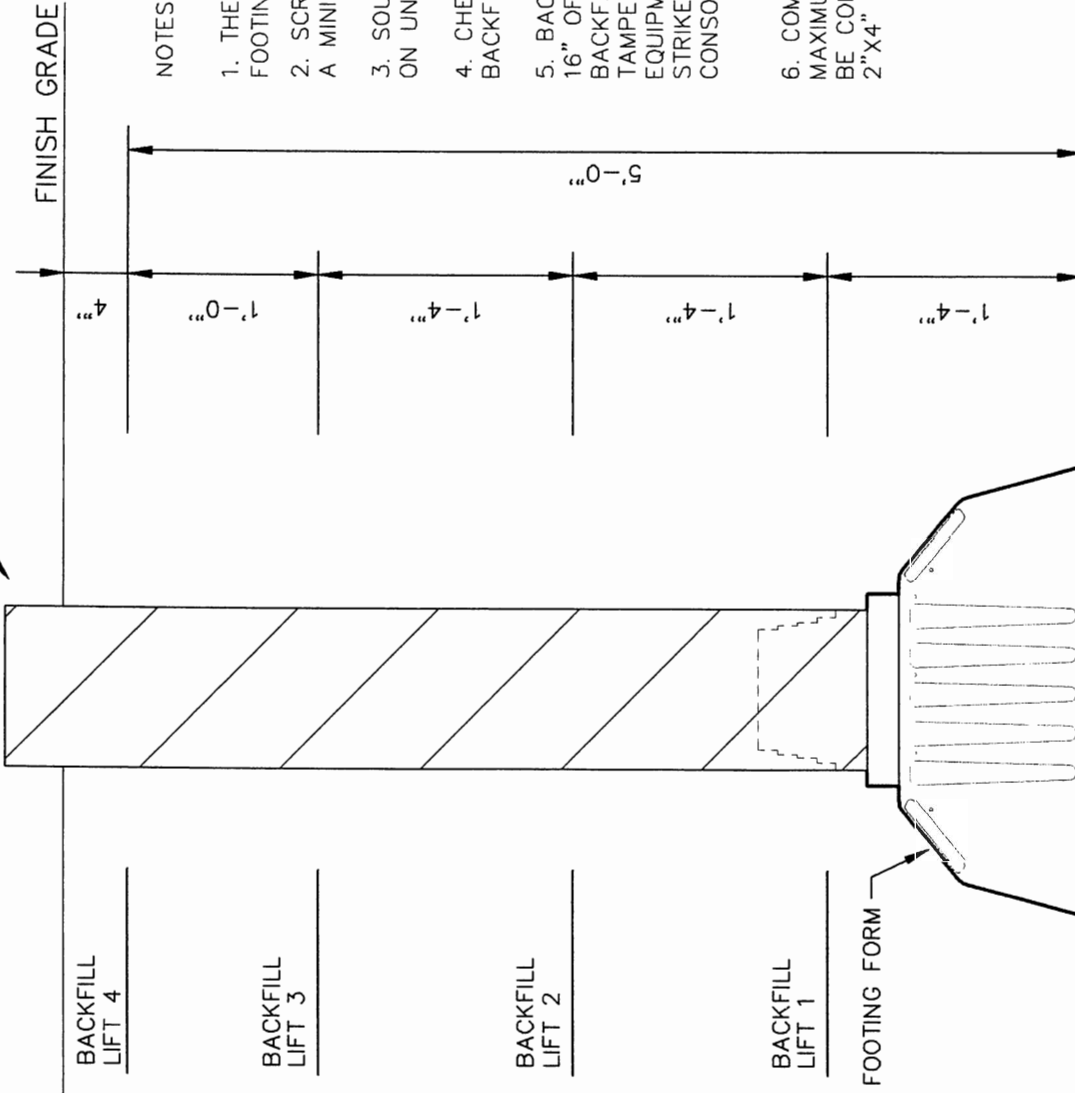 FINISH GRADE
BACKFILL
LIFT 4
BACKFILL
LIFT 3
BACKFILL
LIFT 2
BACKFILL
LIFT 1
FOOTING FORM
4"'
1'-0"'
1'-4"'
1'-4"'
1'-4"'
5'-0"'
NOTES
1. THE
FOOTIN
2. SCR
A MINI
3. SOL
ON UN
4. CHE
BACKF
5. BAC
16" OF
BACKF
TAMPE
EQUIPM
STRIKE
CONSO
6. COM
MAXIMU
BE CO
2"X4"